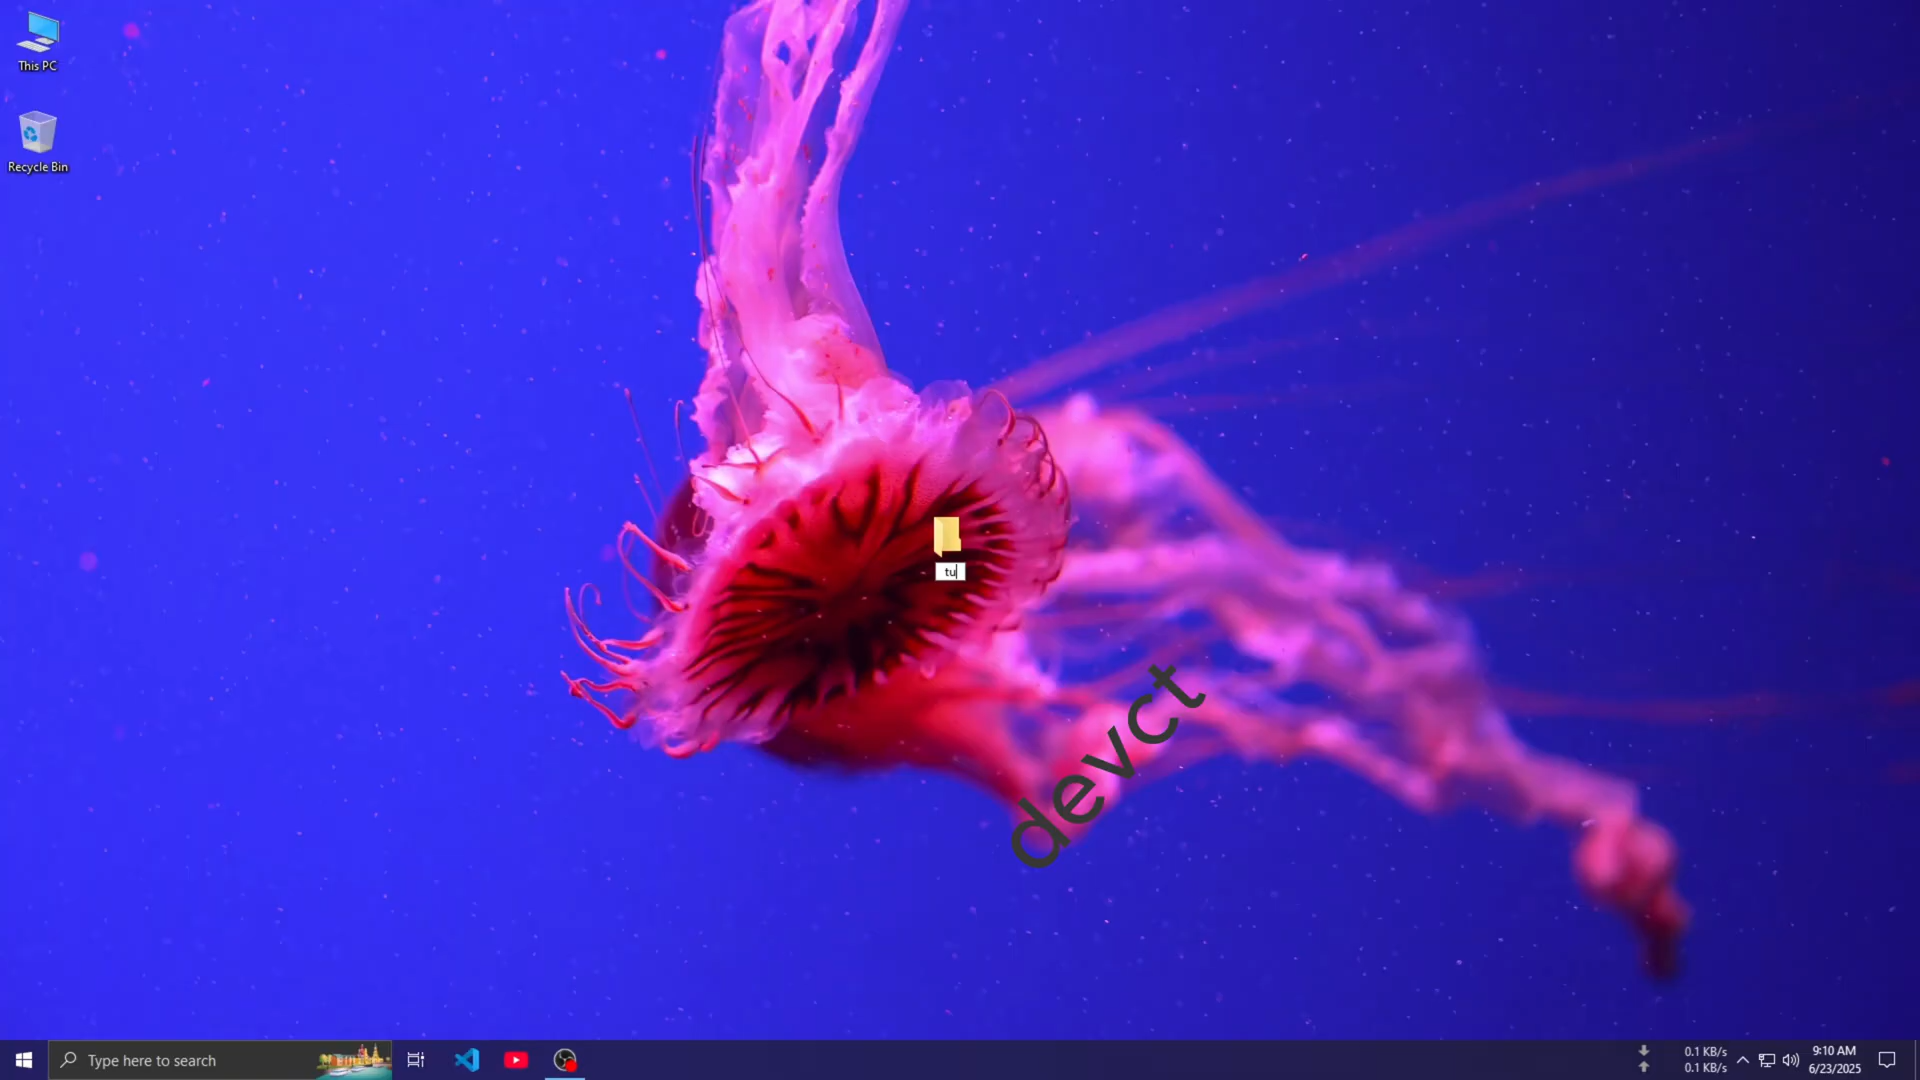 This PC
Recycle Bin
tu
devct
Type here to search
0.1 KB/s
0.1 KB/s
9:10 AM
6/23/2025